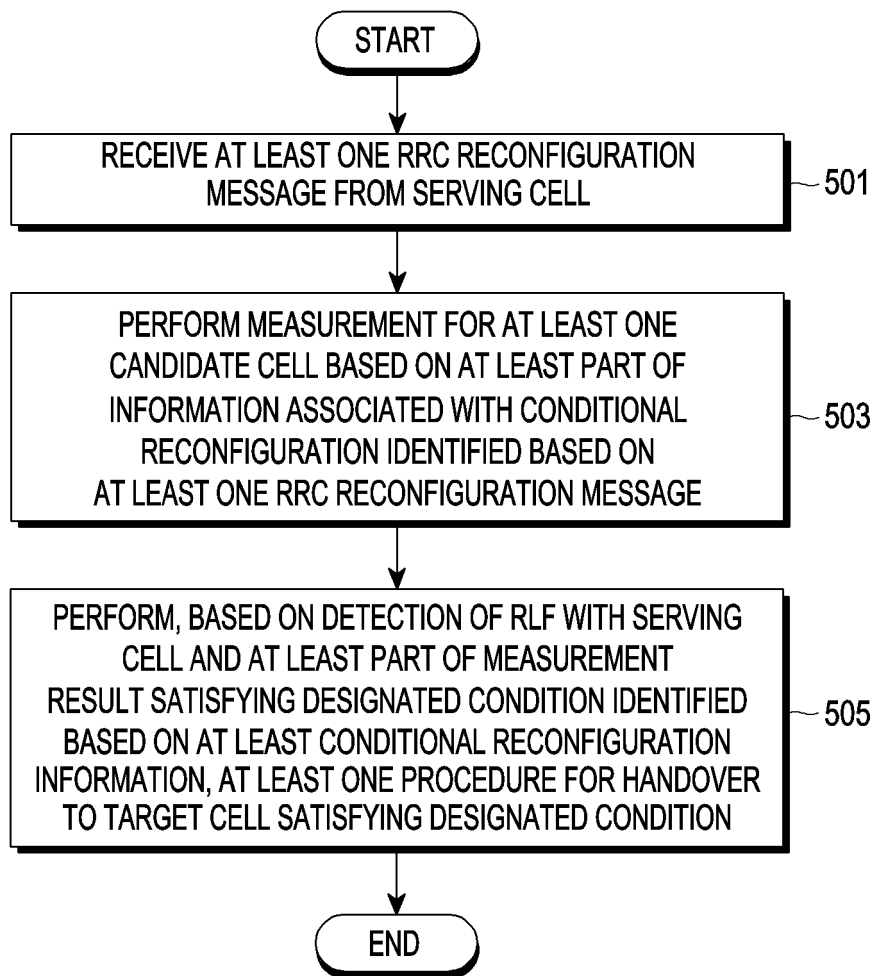 START
RECEIVE AT LEAST ONE RRC RECONFIGURATION
MESSAGE FROM SERVING CELL
501
PERFORM MEASUREMENT FOR AT LEAST ONE
CANDIDATE CELL BASED ON AT LEAST PART OF
INFORMATION ASSOCIATED WITH CONDITIONAL
RECONFIGURATION IDENTIFIED BASED ON
AT LEAST ONE RRC RECONFIGURATION MESSAGE
503
PERFORM, BASED ON DETECTION OF RLF WITH SERVING
CELL AND AT LEAST PART OF MEASUREMENT
RESULT SATISFYING DESIGNATED CONDITION IDENTIFIED
BASED ON AT LEAST CONDITIONAL RECONFIGURATION
INFORMATION, AT LEAST ONE PROCEDURE FOR HANDOVER
TO TARGET CELL SATISFYING DESIGNATED CONDITION
505
END